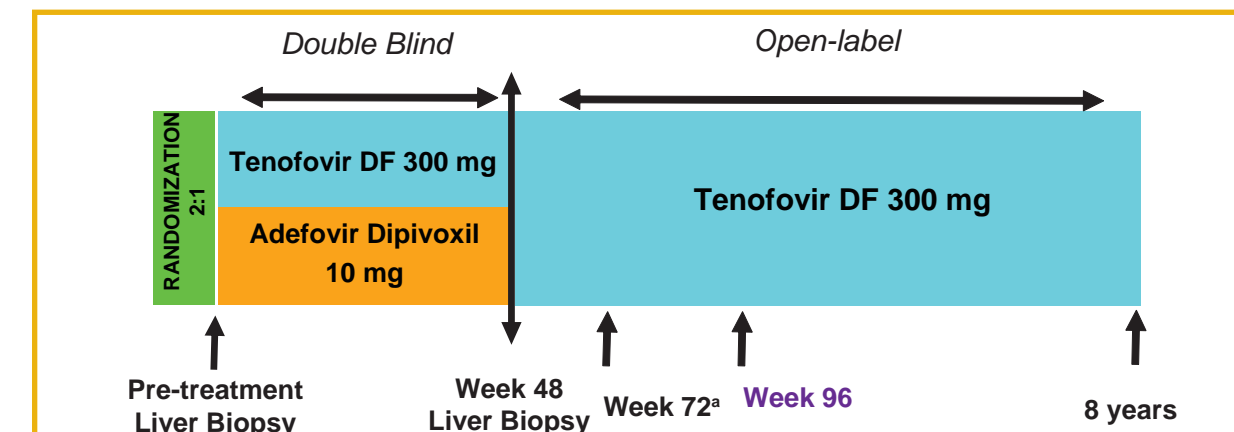 Double Blind
Open-label
RANDOMIZATION
2:1
Tenofovir DF 300 mg
Adefovir Dipivoxil
10 mg
Tenofovir DF 300 mg
Pre-treatment
Liver Biopsy
Week 48
Liver Biopsy
Week 72ᵃ
Week 96
8 years